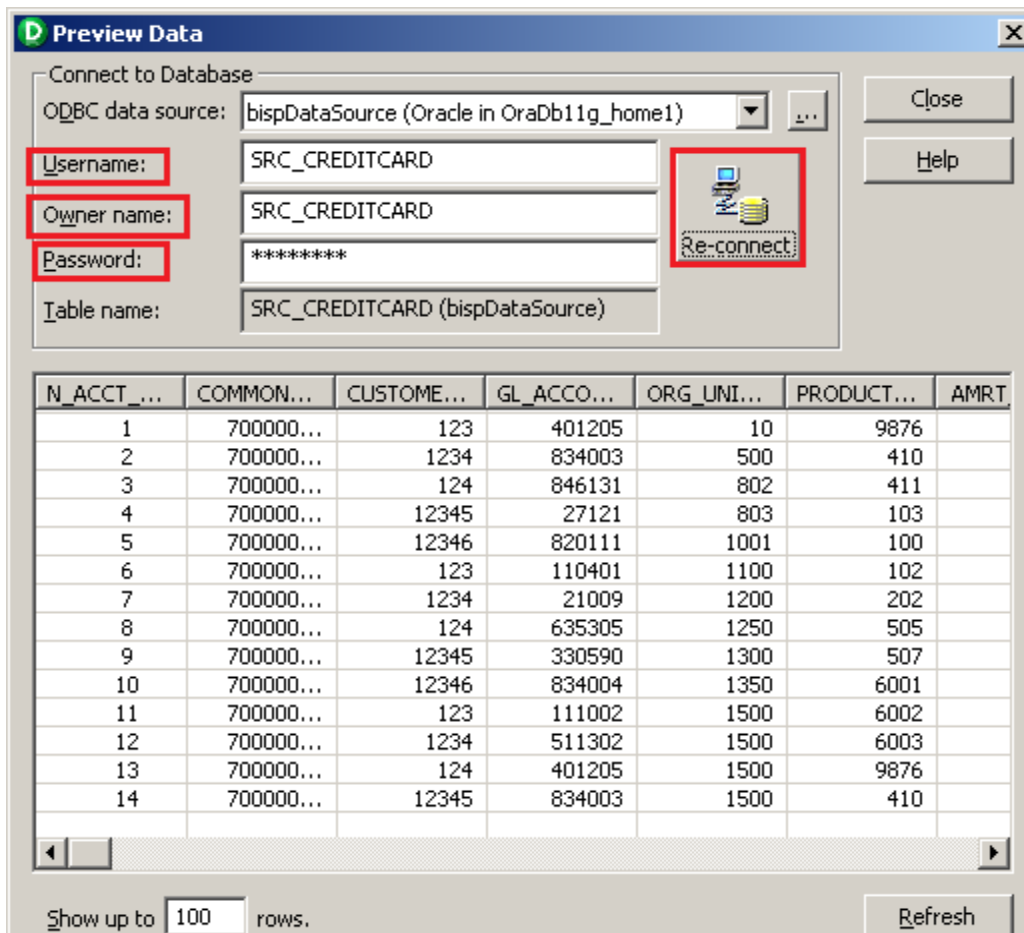 D Preview Data X
Connect to Database
ODBC data source: bispDataSource (Oracle in OraDb11g_home1) ... Close
Username: SRC_CREDITCARD Help
Owner name: SRC_CREDITCARD
Re-connect
Password: ********
Table name: SRC_CREDITCARD (bispDataSource)
N_ACCT_... COMMON... CUSTOME... GL_ACCO... ORG_UNI... PRODUCT... AMRT_
1 700000... 123 401205 10 9876
2 700000... 1234 834003 500 410
3 700000... 124 846131 802 411
4 700000... 12345 27121 803 103
5 700000... 12346 820111 1001 100
6 700000... 123 110401 1100 102
7 700000... 1234 21009 1200 202
8 700000... 124 635305 1250 505
9 700000... 12345 330590 1300 507
10 700000... 12346 834004 1350 6001
11 700000... 123 111002 1500 6002
12 700000... 1234 511302 1500 6003
13 700000... 124 401205 1500 9876
14 700000... 12345 834003 1500 410
Show up to 100 rows. Refresh